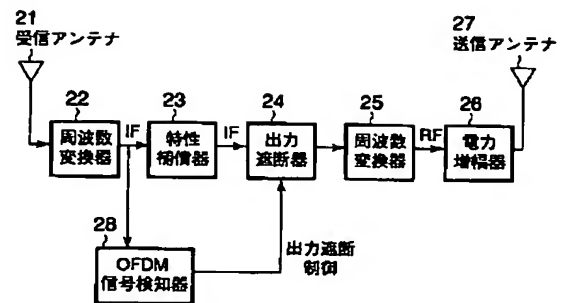 21
受信アンテナ
27
送信アンテナ
22
周波数
変換器
IF
23
特性
補償器
IF
24
出力
遮断器
25
周波数
変換器
RF
26
電力
増幅器
28
OFDM
信号検知器
出力遮断
制御